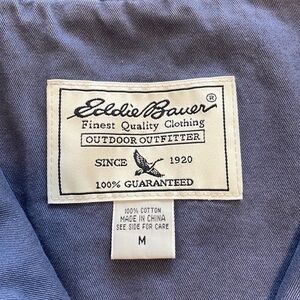 Eddie Bauer®
Finest Quality Clothing
OUTDOOR OUTFITTER
SINCE 1920
100% GUARANTEED
100% COTTON
MADE IN CHINA
SEE SIDE FOR CARE
M